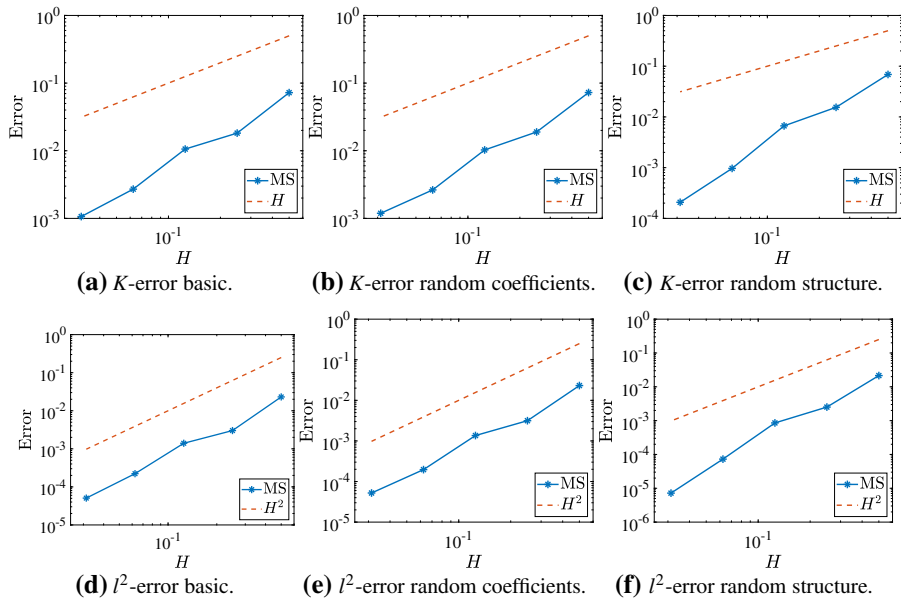 10^0
10^-1
10^-2
10^-3
Error
10^-1
H
MS
H
(a) K-error basic.
10^0
10^-1
10^-2
10^-3
Error
10^-1
H
MS
H
(b) K-error random coefficients.
10^0
10^-1
10^-2
10^-3
10^-4
Error
10^-1
H
MS
H
(c) K-error random structure.
10^0
10^-1
10^-2
10^-3
10^-4
10^-5
Error
10^-1
H
MS
H^2
(d) l^2-error basic.
10^0
10^-1
10^-2
10^-3
10^-4
10^-5
Error
10^-1
H
MS
H^2
(e) l^2-error random coefficients.
10^0
10^-1
10^-2
10^-3
10^-4
10^-5
10^-6
Error
10^-1
H
MS
H^2
(f) l^2-error random structure.